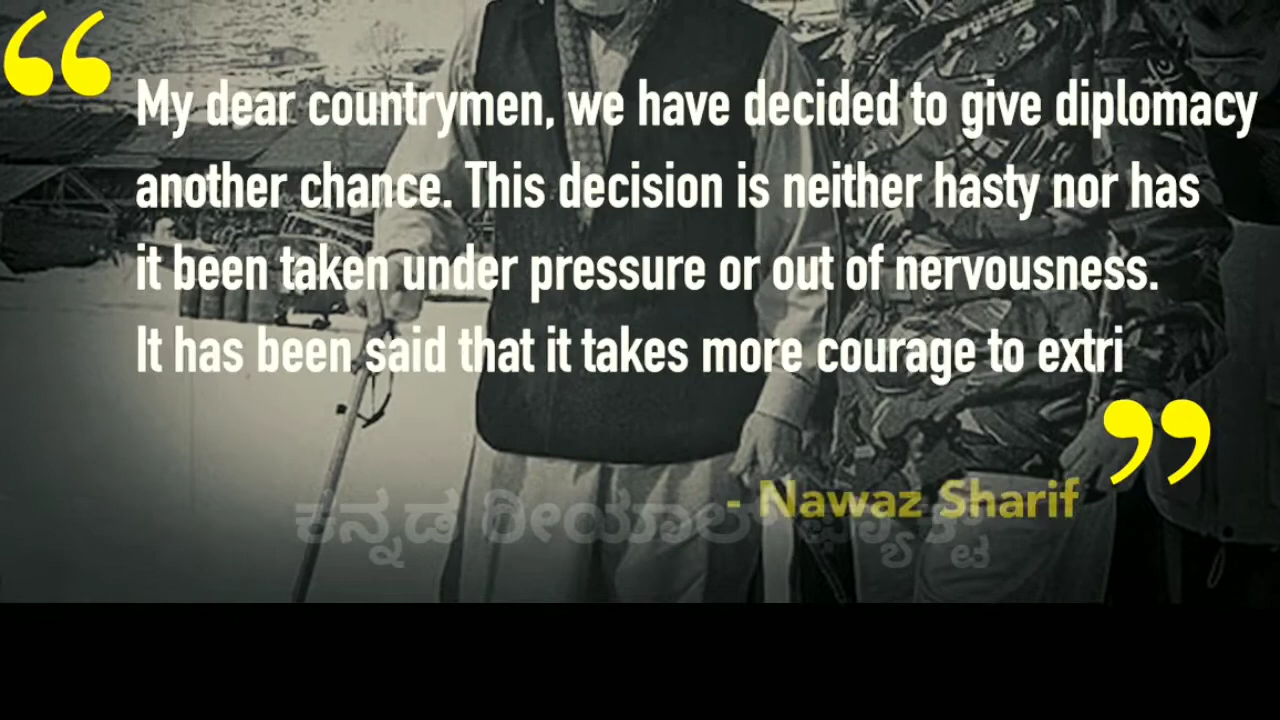 “
My dear countrymen, we have decided to give diplomacy
another chance. This decision is neither hasty nor has
it been taken under pressure or out of nervousness.
It has been said that it takes more courage to extri
”
- Nawaz Sharif
ಕನ್ನಡ ರೀಯಾಲ್ ಫ್ಯಾಕ್ಟ್